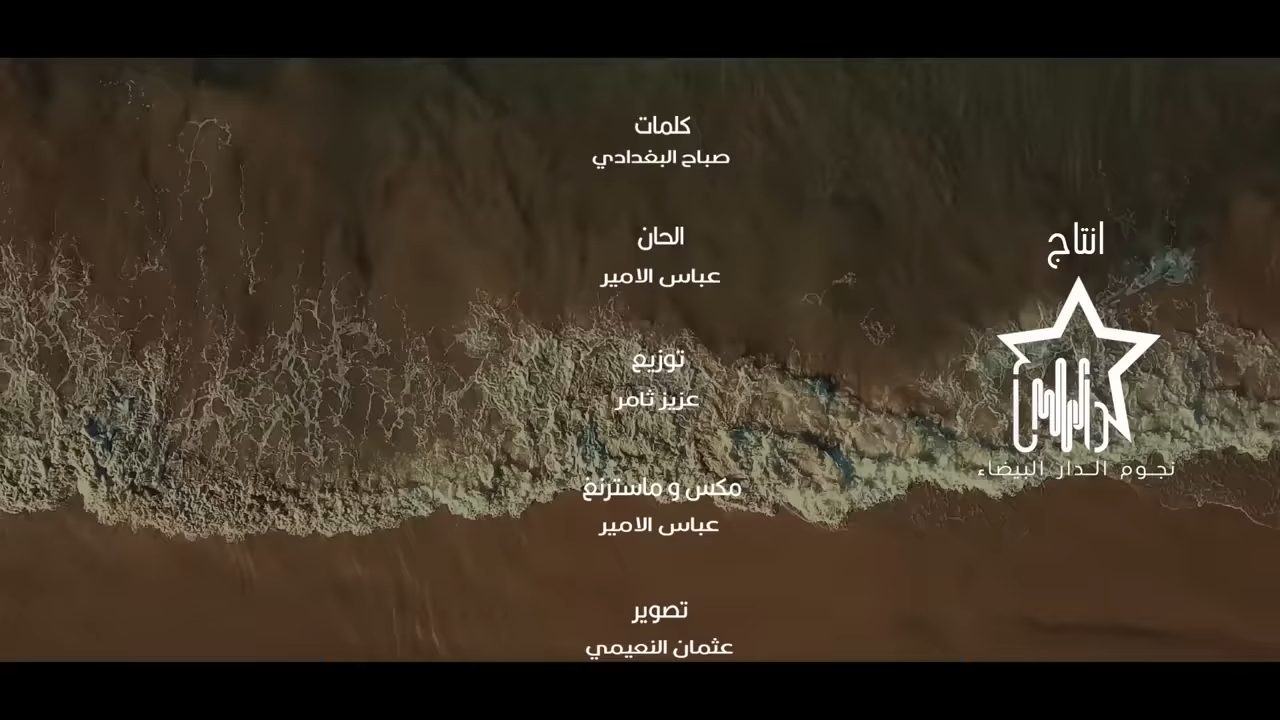 كلمات
صباح البغدادي
الحان
عباس الامير
توزيع
عزيز ثامر
مكس و ماسترنغ
عباس الامير
تصوير
عثمان النعيمي
انتاج
نجوم الدار البيضاء